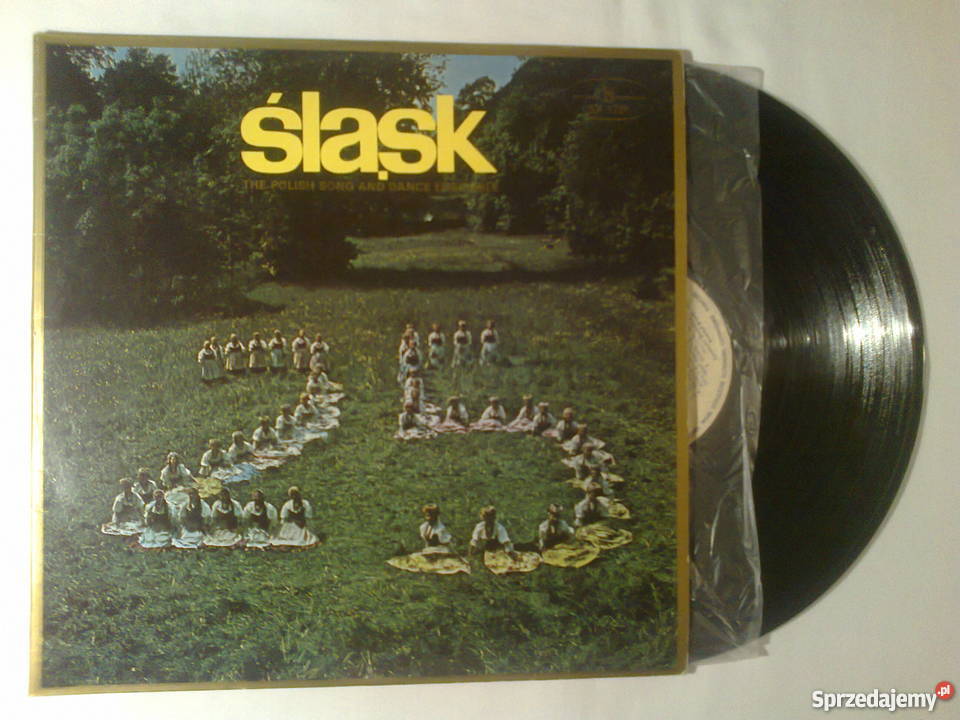 śląsk
THE POLISH SONG AND DANCE ENSEMBLE
Sprzedajemy.pl